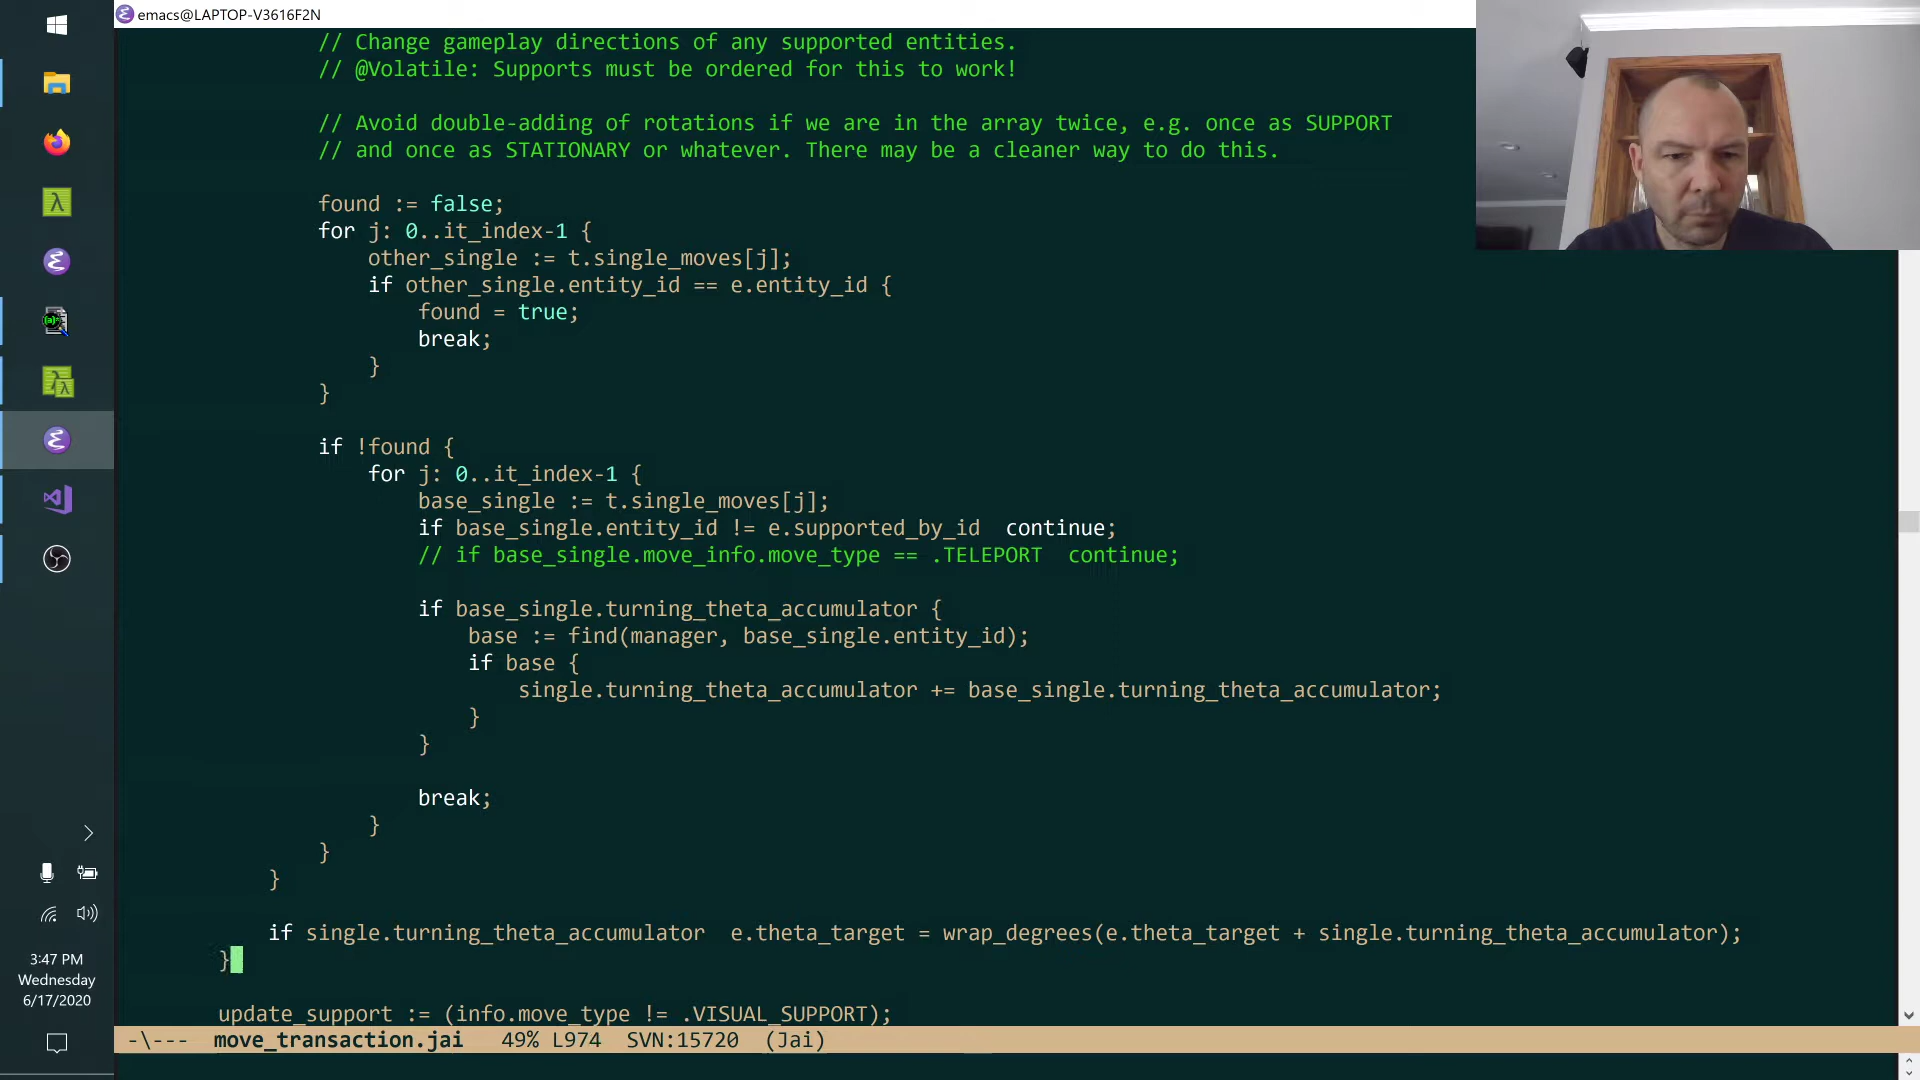 emacs@LAPTOP-V3616F2N
// Change gameplay directions of any supported entities.
// @Volatile: Supports must be ordered for this to work!
// Avoid double-adding of rotations if we are in the array twice, e.g. once as SUPPORT
// and once as STATIONARY or whatever. There may be a cleaner way to do this.
found := false;
for j: 0..it_index-1 {
other_single := t.single_moves[j];
if other_single.entity_id == e.entity_id {
found = true;
break;
}
}
if !found {
for j: 0..it_index-1 {
base_single := t.single_moves[j];
if base_single.entity_id != e.supported_by_id  continue;
// if base_single.move_info.move_type == .TELEPORT  continue;
if base_single.turning_theta_accumulator {
base := find(manager, base_single.entity_id);
if base {
single.turning_theta_accumulator += base_single.turning_theta_accumulator;
}
}
break;
}
}
}
if single.turning_theta_accumulator  e.theta_target = wrap_degrees(e.theta_target + single.turning_theta_accumulator);
}
update_support := (info.move_type != .VISUAL_SUPPORT);
-\---  move_transaction.jai   49% L974  SVN:15720  (Jai)
3:47 PM
Wednesday
6/17/2020